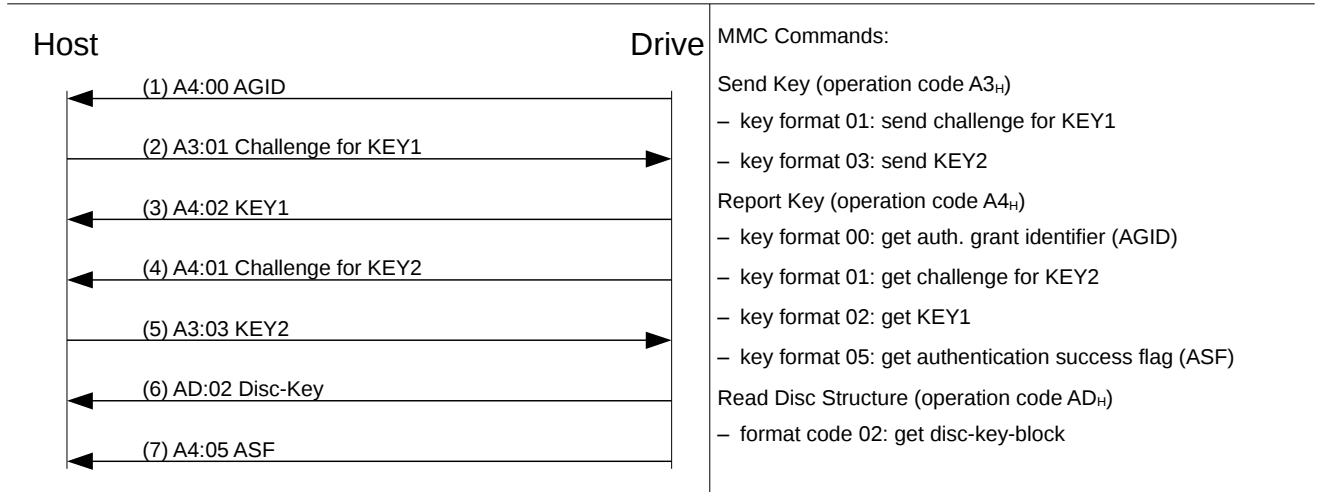 Host
Drive
(1) A4:00 AGID
(2) A3:01 Challenge for KEY1
(3) A4:02 KEY1
(4) A4:01 Challenge for KEY2
(5) A3:03 KEY2
(6) AD:02 Disc-Key
(7) A4:05 ASF
MMC Commands:
Send Key (operation code A3H)
– key format 01: send challenge for KEY1
– key format 03: send KEY2
Report Key (operation code A4H)
– key format 00: get auth. grant identifier (AGID)
– key format 01: get challenge for KEY2
– key format 02: get KEY1
– key format 05: get authentication success flag (ASF)
Read Disc Structure (operation code ADH)
– format code 02: get disc-key-block